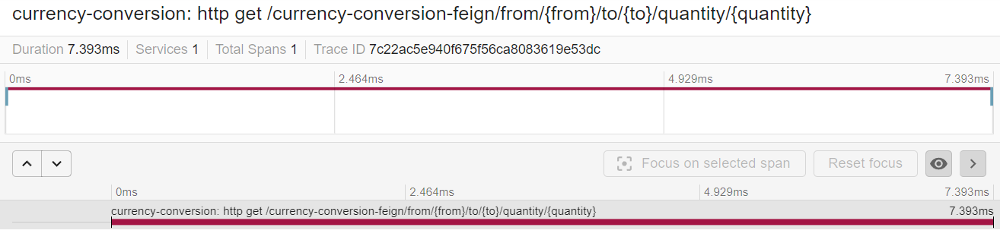 currency-conversion: http get /currency-conversion-feign/from/{from}/to/{to}/quantity/{quantity}
Duration 7.393ms Services 1 Total Spans 1 Trace ID 7c22ac5e940f675f56ca8083619e53dc
0ms 2.464ms 4.929ms 7.393ms
Focus on selected span Reset focus
0ms 2.464ms 4.929ms 7.393ms
currency-conversion: http get /currency-conversion-feign/from/{from}/to/{to}/quantity/{quantity} 7.393ms